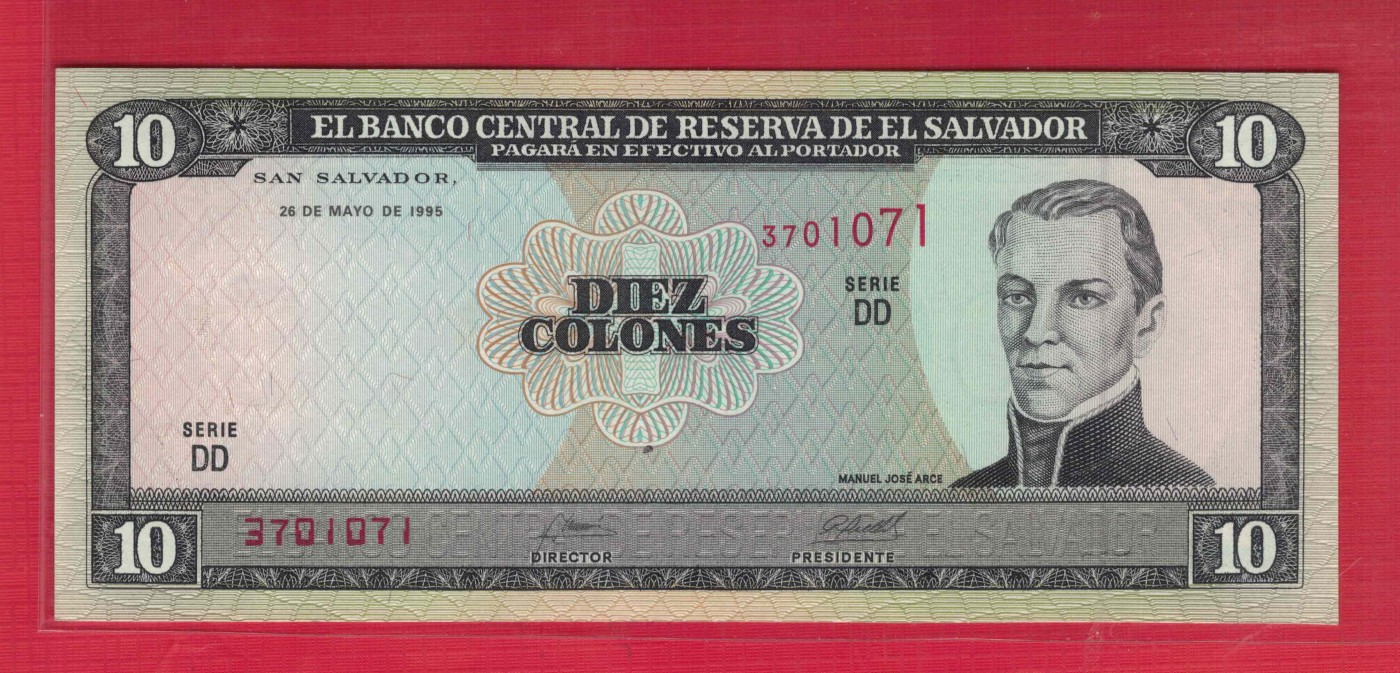 10 EL BANCO CENTRAL DE RESERVA DE EL SALVADOR 10
PAGARÁ EN EFECTIVO AL PORTADOR
SAN SALVADOR,
26 DE MAYO DE 1995
3701071
SERIE
DD
DIEZ
COLONES
SERIE
DD
MANUEL JOSÉ ARCE
10 3701071 10
DIRECTOR PRESIDENTE